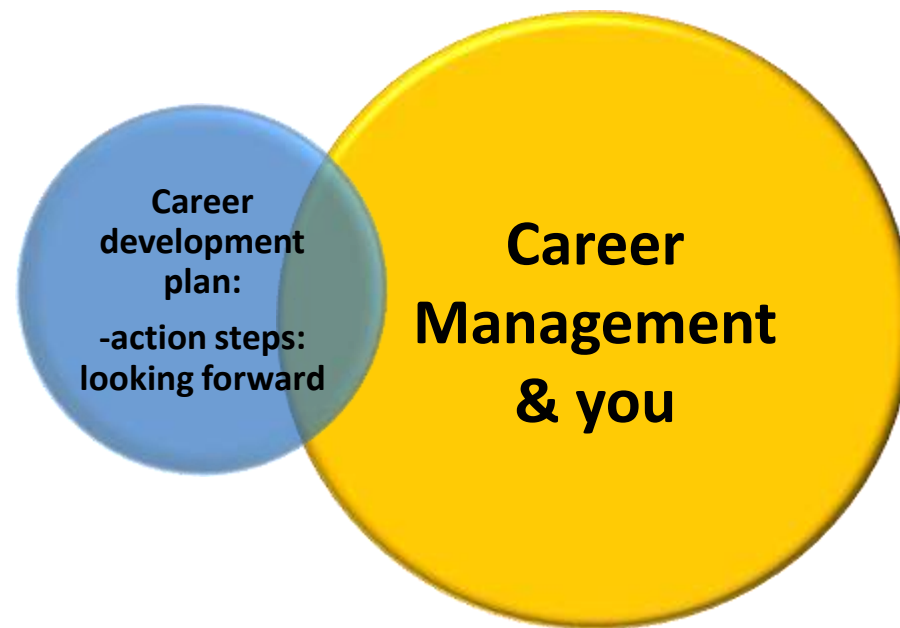 Career
development
plan:
-action steps:
looking forward
Career
Management
& you